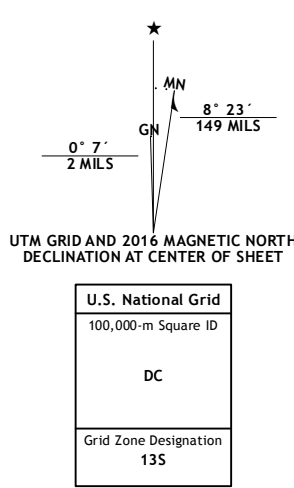 MN
GN
8° 23´
149 MILS
0° 7´
2 MILS
UTM GRID AND 2016 MAGNETIC NORTH
DECLINATION AT CENTER OF SHEET
U.S. National Grid
100,000-m Square ID
DC
Grid Zone Designation
13S